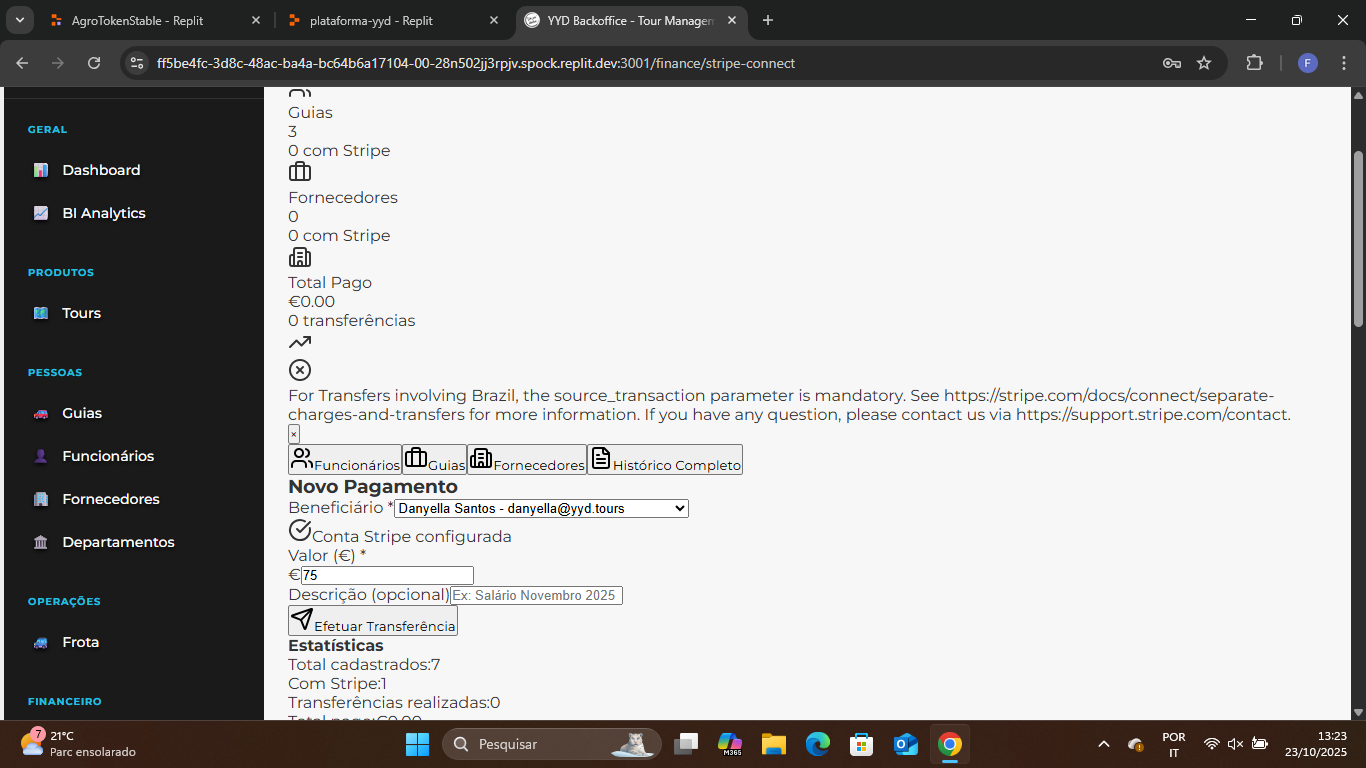 AgroTokenStable - Replit
plataforma-yyd - Replit
YYD Backoffice - Tour Managem
ff5be4fc-3d8c-48ac-ba4a-bc64b6a17104-00-28n502jj3rpjv.spock.replit.dev:3001/finance/stripe-connect
F
GERAL
Dashboard
BI Analytics
PRODUTOS
Tours
PESSOAS
Guias
Funcionários
Fornecedores
Departamentos
OPERAÇÕES
Frota
FINANCEIRO
Guias
3
0 com Stripe
Fornecedores
0
0 com Stripe
Total Pago
€0.00
0 transferências
For Transfers involving Brazil, the source_transaction parameter is mandatory. See https://stripe.com/docs/connect/separate-
charges-and-transfers for more information. If you have any question, please contact us via https://support.stripe.com/contact.
×
Funcionários Guias Fornecedores Histórico Completo
Novo Pagamento
Beneficiário * Danyella Santos - danyella@yyd.tours
Conta Stripe configurada
Valor (€) *
€ 75
Descrição (opcional) Ex: Salário Novembro 2025
Efetuar Transferência
Estatísticas
Total cadastrados:7
Com Stripe:1
Transferências realizadas:0
Total pago:€0.00
7
21°C
Parc ensolarado
Pesquisar
M365
POR
IT
13:23
23/10/2025